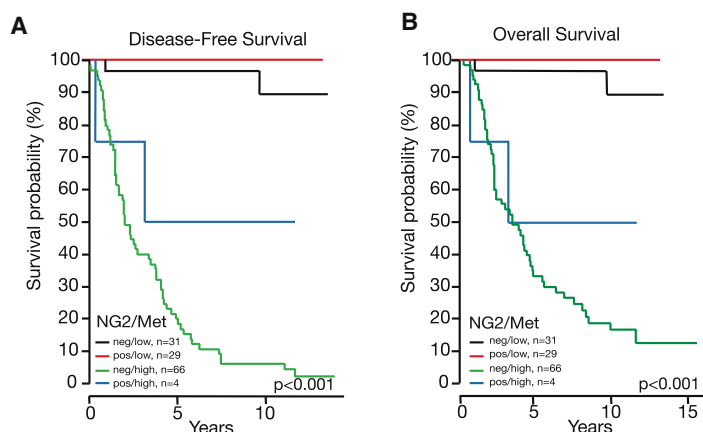 A
Disease-Free Survival
Survival probability (%)
100
90
80
70
60
50
40
30
20
10
0
NG2/Met
neg/low, n=31
pos/low, n=29
neg/high, n=66
pos/high, n=4
p<0.001
0 5 10
Years
B
Overall Survival
Survival probability (%)
100
90
80
70
60
50
40
30
20
10
0
NG2/Met
neg/low, n=31
pos/low, n=29
neg/high, n=66
pos/high, n=4
p<0.001
0 5 10 15
Years